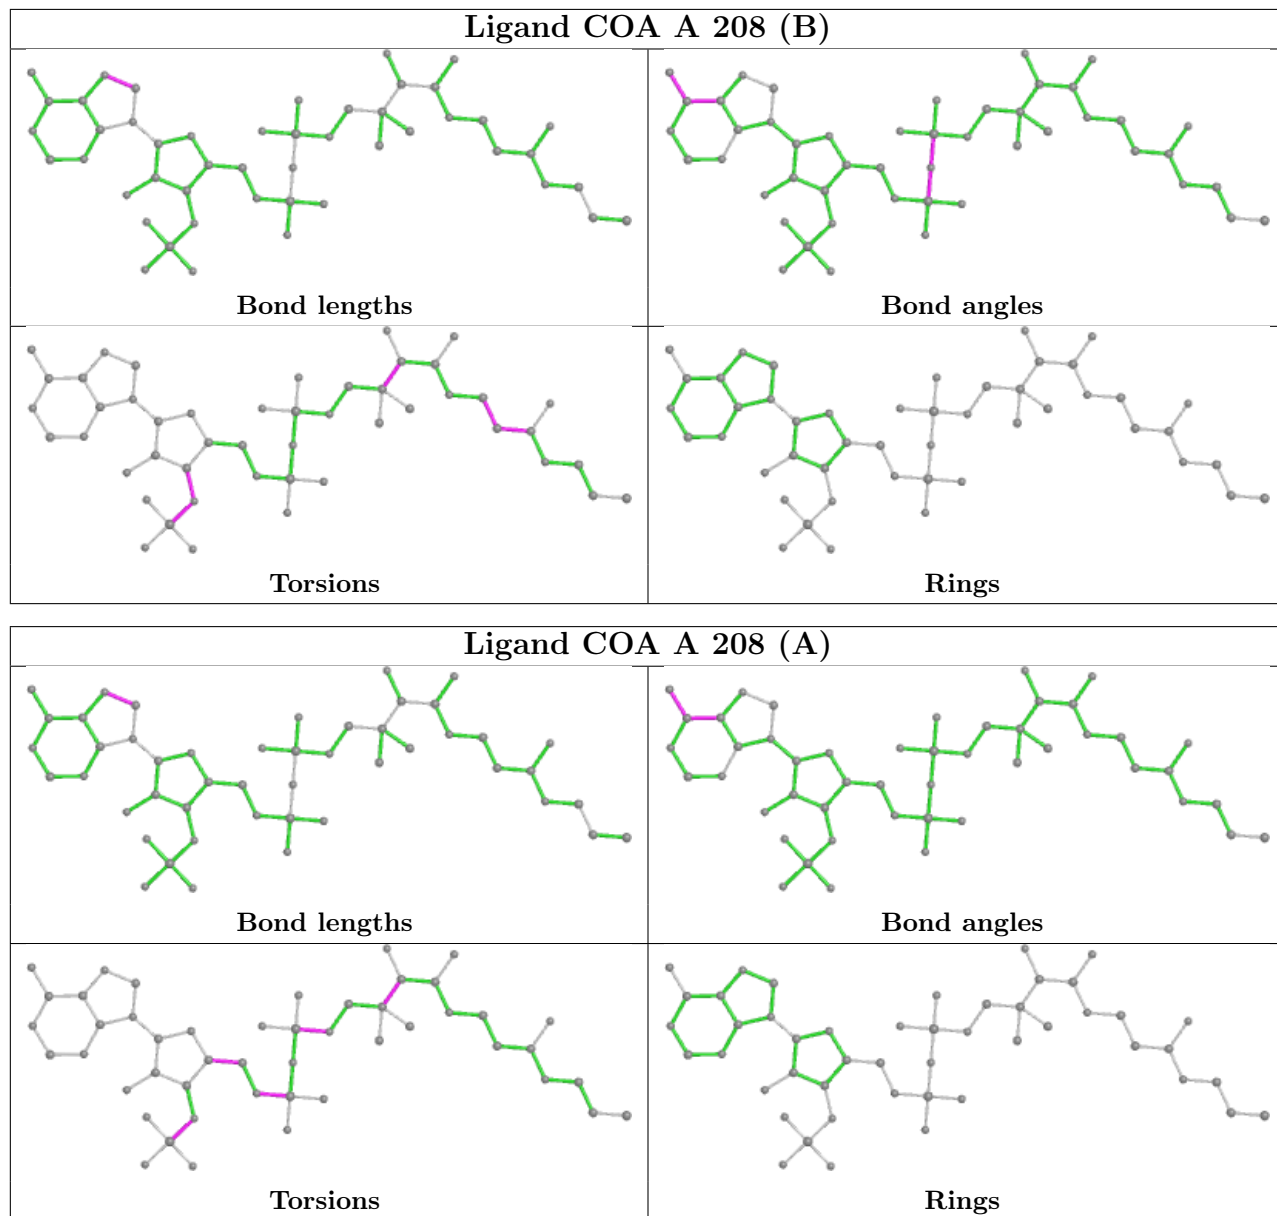 Ligand COA A 208 (B)
Bond lengths
Bond angles
Torsions
Rings
Ligand COA A 208 (A)
Bond lengths
Bond angles
Torsions
Rings